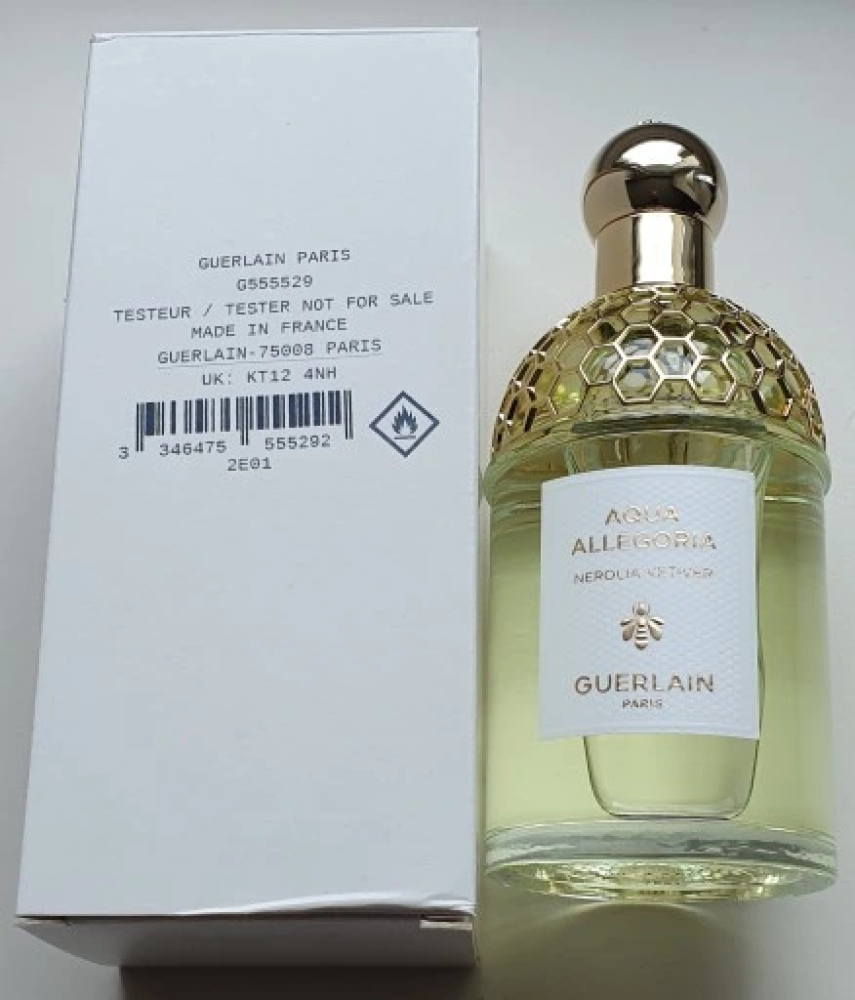 GUERLAIN PARIS
G555529
TESTEUR / TESTER NOT FOR SALE
MADE IN FRANCE
GUERLAIN-75008 PARIS
UK: KT12 4NH
3 346475 555292
2E01
AQUA
ALLEGORIA
NEROLIA VETIVER
GUERLAIN
PARIS